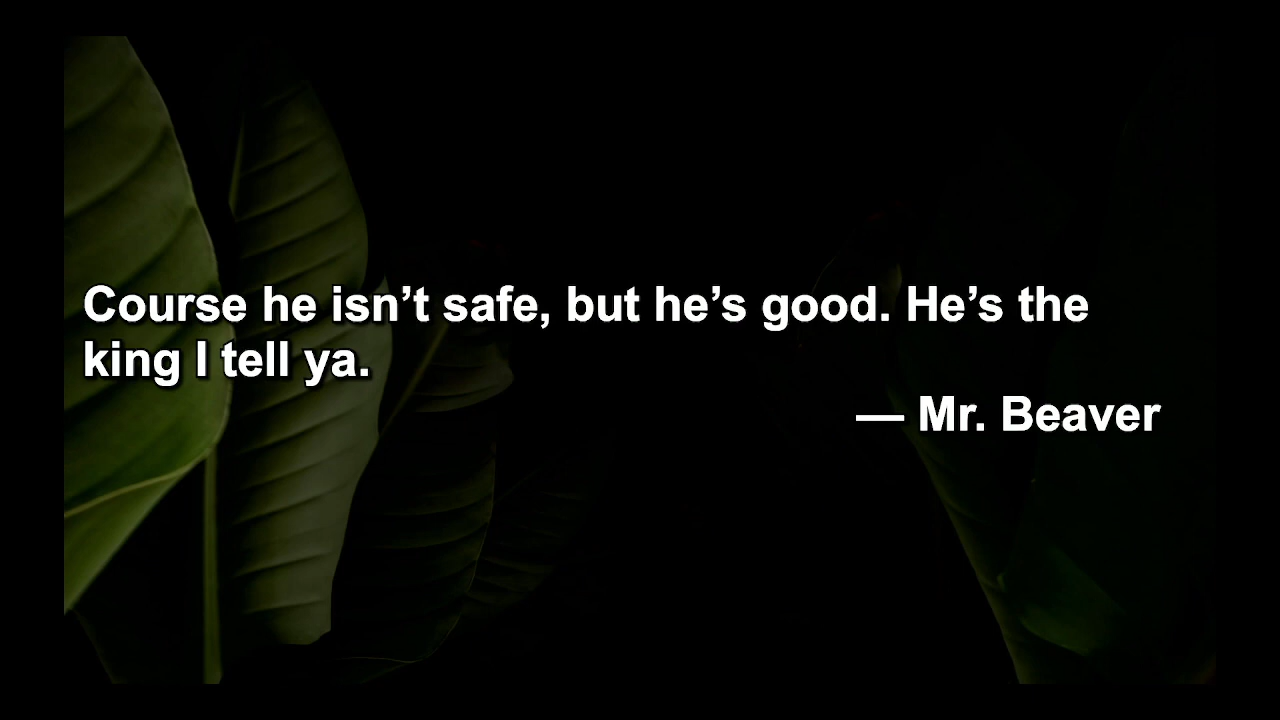 Course he isn’t safe, but he’s good. He’s the
king I tell ya.
— Mr. Beaver